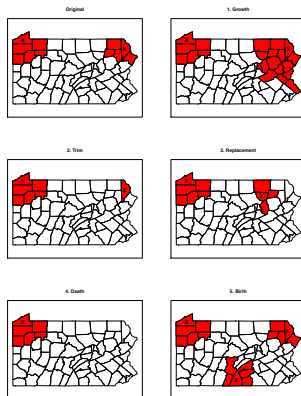 Original
1. Growth
2. Trim
3. Replacement
4. Death
5. Birth